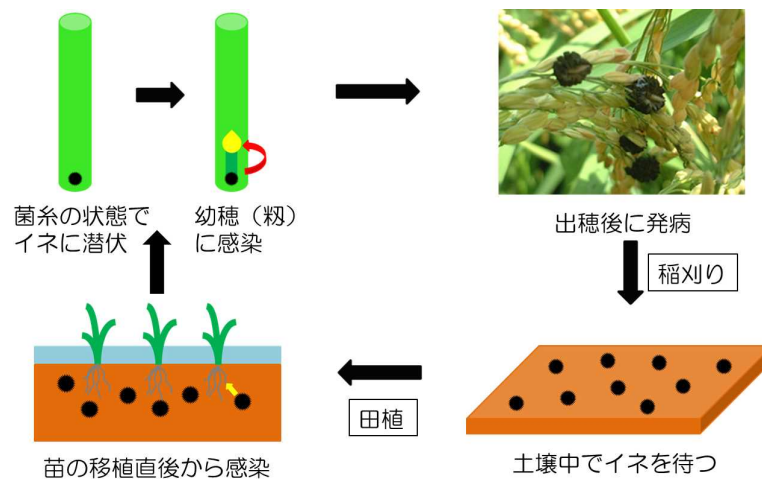 菌糸の状態で
イネに潜伏
幼穂（籾）
に感染
出穂後に発病
稲刈り
土壌中でイネを待つ
田植
苗の移植直後から感染